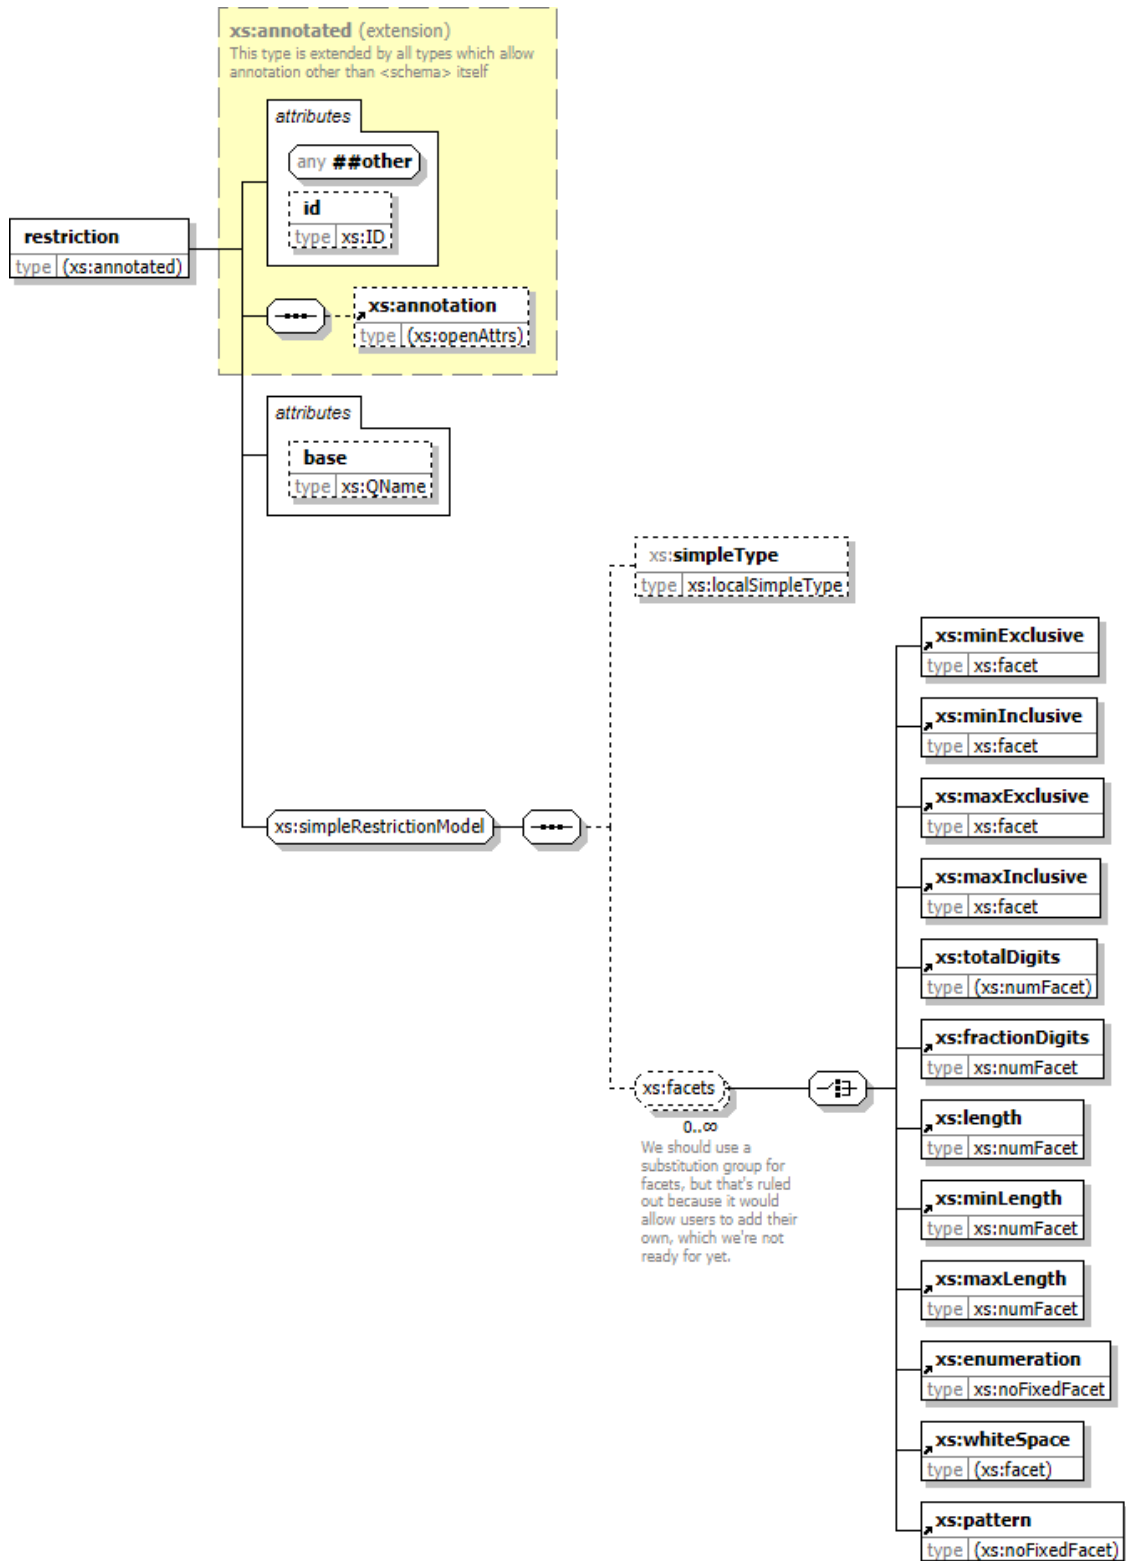 xs:annotated (extension)
This type is extended by all types which allow
annotation other than <schema> itself
attributes
any ##other
id
type xs:ID
restriction
type (xs:annotated)
xs:annotation
type (xs:openAttrs)
attributes
base
type xs:QName
xs:simpleType
type xs:localSimpleType
xs:simpleRestrictionModel
xs:facets
0..∞
We should use a
substitution group for
facets, but that's ruled
out because it would
allow users to add their
own, which we're not
ready for yet.
xs:minExclusive
type xs:facet
xs:minInclusive
type xs:facet
xs:maxExclusive
type xs:facet
xs:maxInclusive
type xs:facet
xs:totalDigits
type (xs:numFacet)
xs:fractionDigits
type xs:numFacet
xs:length
type xs:numFacet
xs:minLength
type xs:numFacet
xs:maxLength
type xs:numFacet
xs:enumeration
type xs:noFixedFacet
xs:whiteSpace
type (xs:facet)
xs:pattern
type (xs:noFixedFacet)